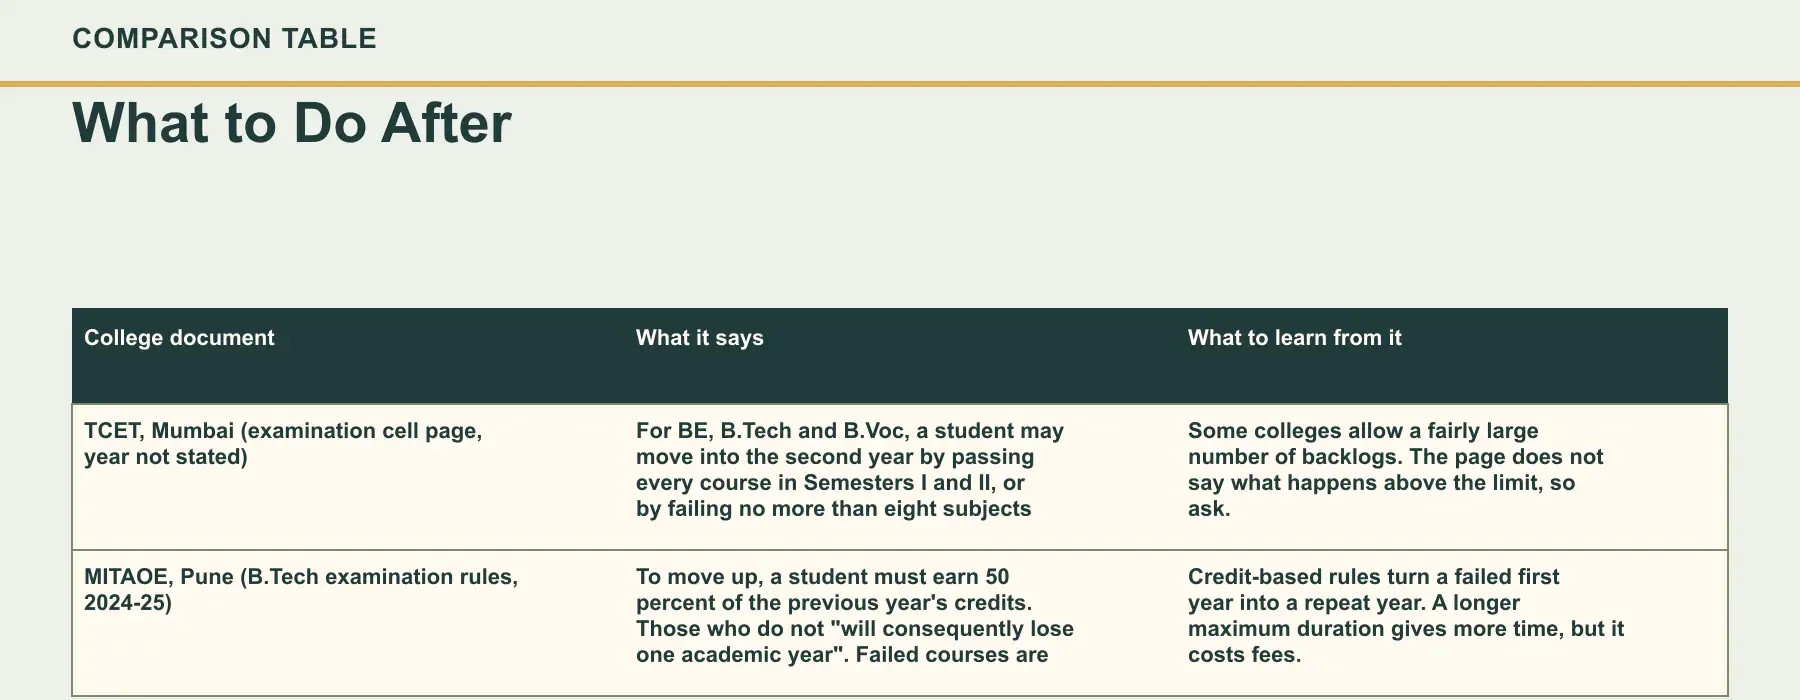 COMPARISON TABLE
What to Do After
College document
What it says
What to learn from it
TCET, Mumbai (examination cell page,
year not stated)
For BE, B.Tech and B.Voc, a student may
move into the second year by passing
every course in Semesters I and II, or
by failing no more than eight subjects
Some colleges allow a fairly large
number of backlogs. The page does not
say what happens above the limit, so
ask.
MITAOE, Pune (B.Tech examination rules,
2024-25)
To move up, a student must earn 50
percent of the previous year's credits.
Those who do not "will consequently lose
one academic year". Failed courses are
Credit-based rules turn a failed first
year into a repeat year. A longer
maximum duration gives more time, but it
costs fees.